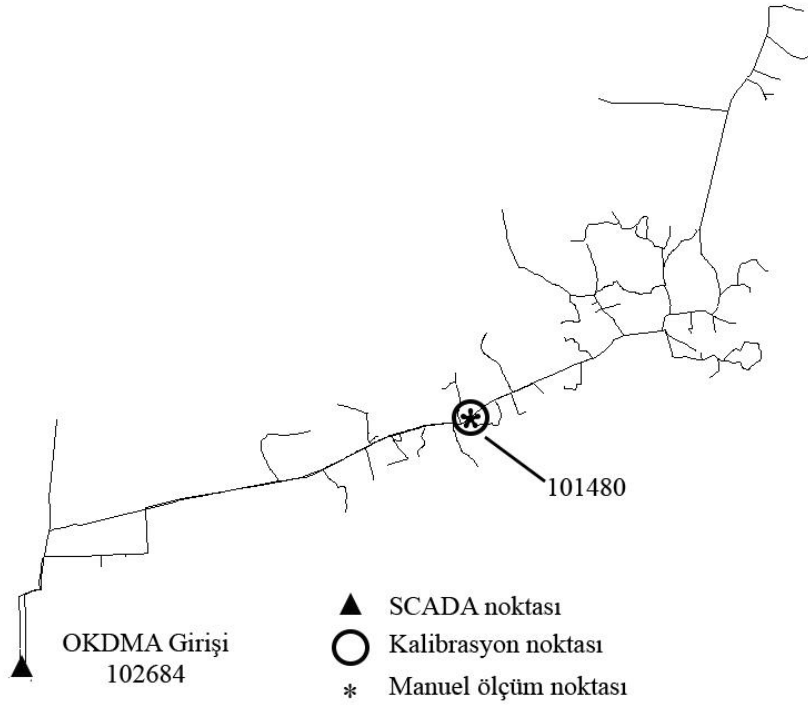 101480
OKDMA Girişi
102684
SCADA noktası
Kalibrasyon noktası
Manuel ölçüm noktası